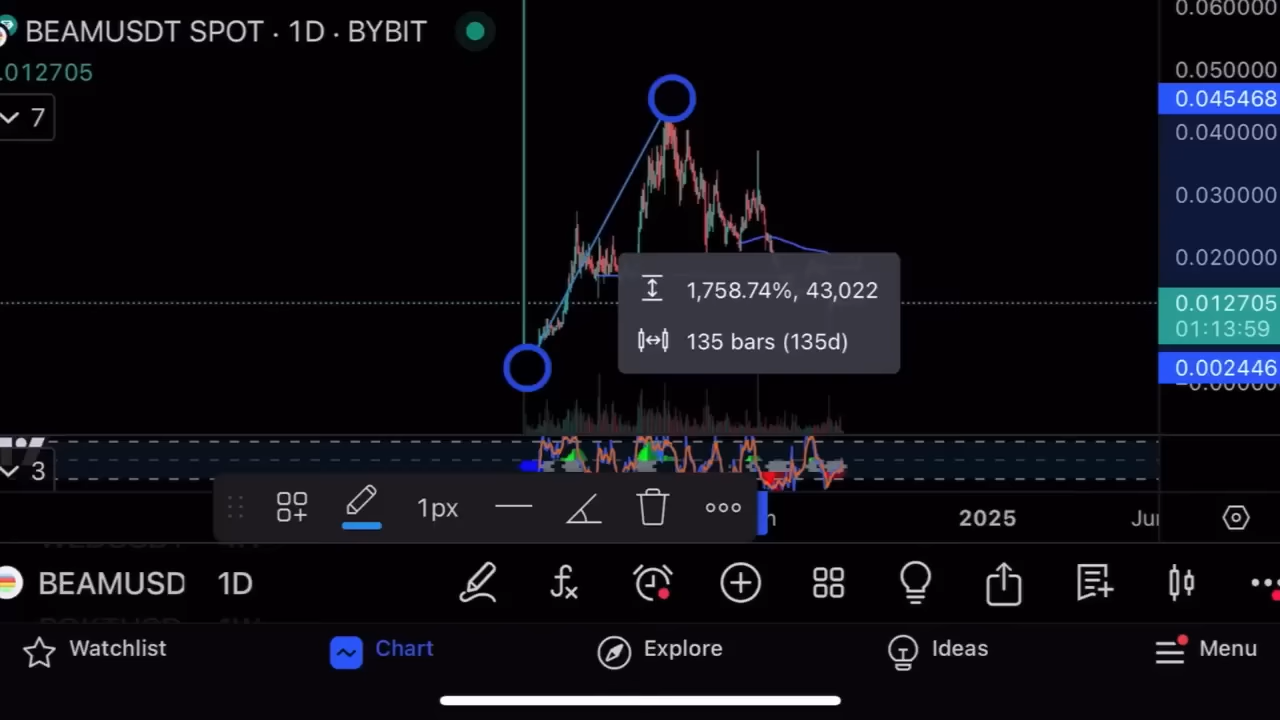 BEAMUSDT SPOT · 1D · BYBIT
.012705
7
0.060000
0.050000
0.045468
0.040000
0.030000
0.020000
0.012705
01:13:59
0.002446
−0.00000
1,758.74%, 43,022
135 bars (135d)
3
1px
2025
BEAMUSD 1D
Watchlist
Chart
Explore
Ideas
Menu